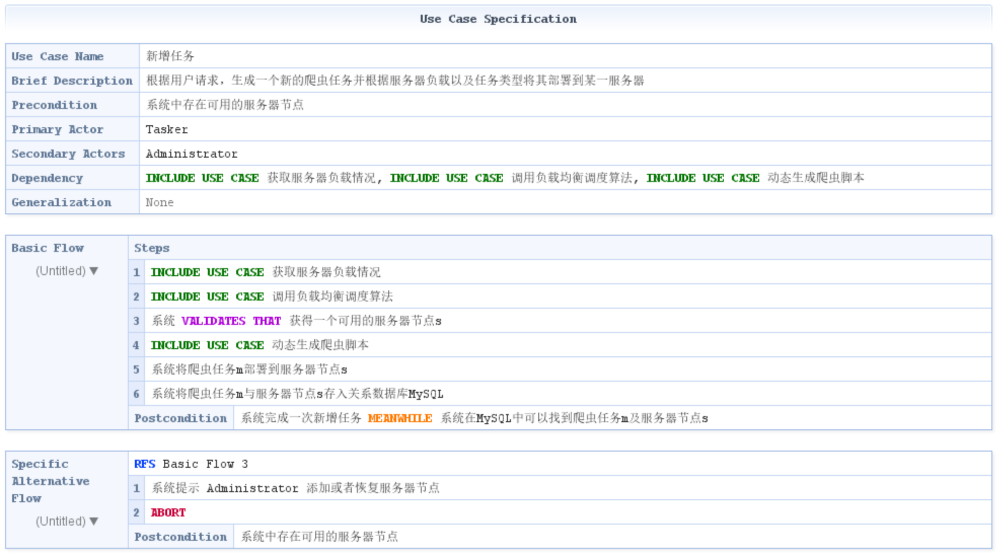 Use Case Specification
Use Case Name 新增任务
Brief Description 根据用户请求，生成一个新的爬虫任务并根据服务器负载以及任务类型将其部署到某一服务器
Precondition 系统中存在可用的服务器节点
Primary Actor Tasker
Secondary Actors Administrator
Dependency INCLUDE USE CASE 获取服务器负载情况, INCLUDE USE CASE 调用负载均衡调度算法, INCLUDE USE CASE 动态生成爬虫脚本
Generalization None
Basic Flow Steps
(Untitled) ▼
1 INCLUDE USE CASE 获取服务器负载情况
2 INCLUDE USE CASE 调用负载均衡调度算法
3 系统 VALIDATES THAT 获得一个可用的服务器节点s
4 INCLUDE USE CASE 动态生成爬虫脚本
5 系统将爬虫任务m部署到服务器节点s
6 系统将爬虫任务m与服务器节点s存入关系数据库MySQL
Postcondition 系统完成一次新增任务 MEANWHILE 系统在MySQL中可以找到爬虫任务m及服务器节点s
Specific
Alternative
Flow
(Untitled) ▼
RFS Basic Flow 3
1 系统提示 Administrator 添加或者恢复服务器节点
2 ABORT
Postcondition 系统中存在可用的服务器节点